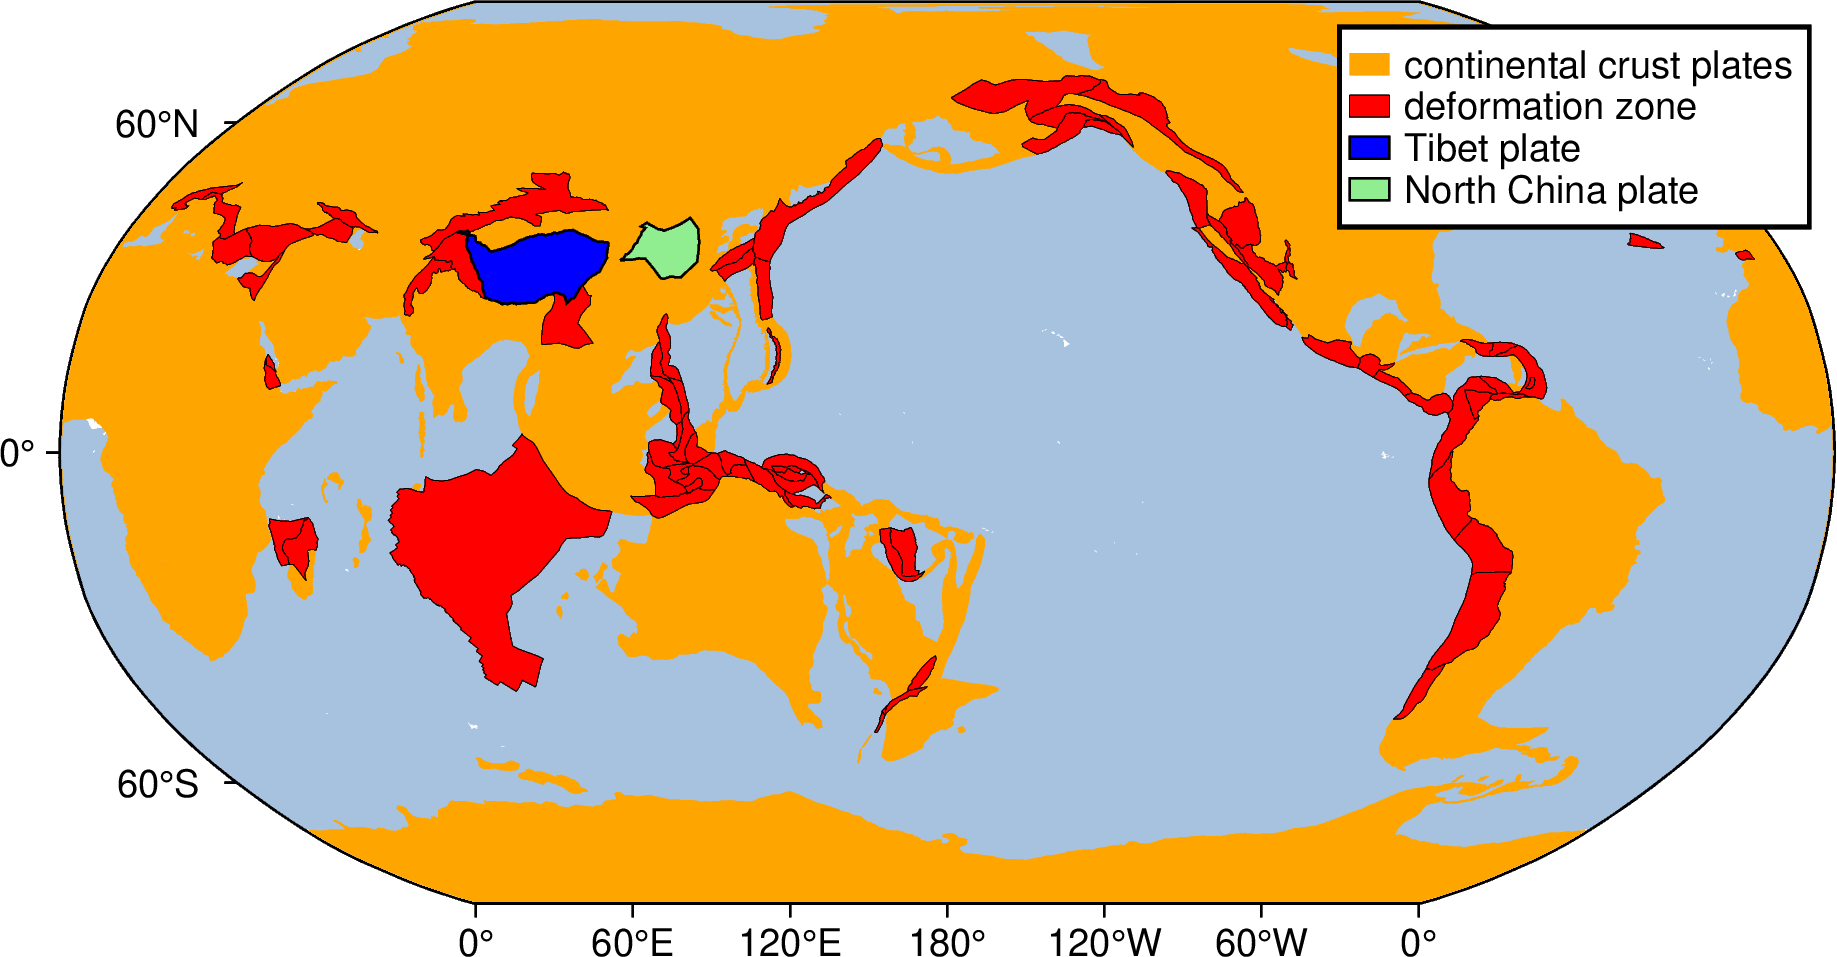 continental crust plates
deformation zone
Tibet plate
North China plate
60°N
0°
60°S
0° 60°E 120°E 180° 120°W 60°W 0°